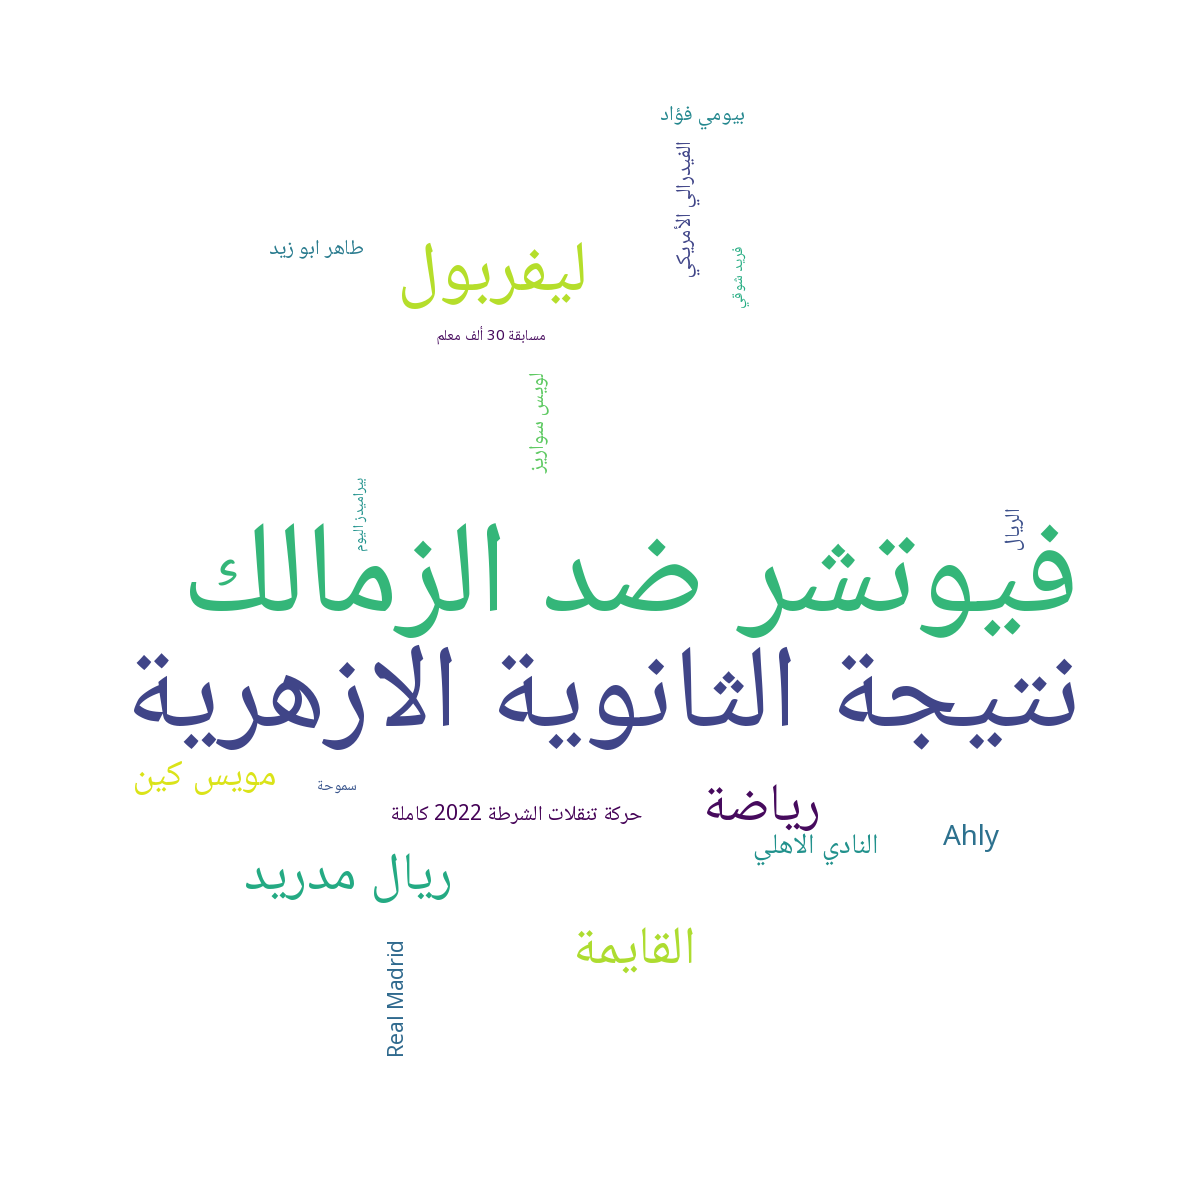 بيومي فؤاد
الفيدرالي الأمريكي
طاهر ابو زيد
ليفربول
فريد شوقي
مسابقة 30 ألف معلم
لويس سواريز
بيراميدز اليوم
الريال
فيوتشر ضد الزمالك
نتيجة الثانوية الازهرية
مويس كين
سموحة
رياضة
حركة تنقلات الشرطة 2022 كاملة
النادي الاهلي
Ahly
ريال مدريد
القايمة
Real Madrid